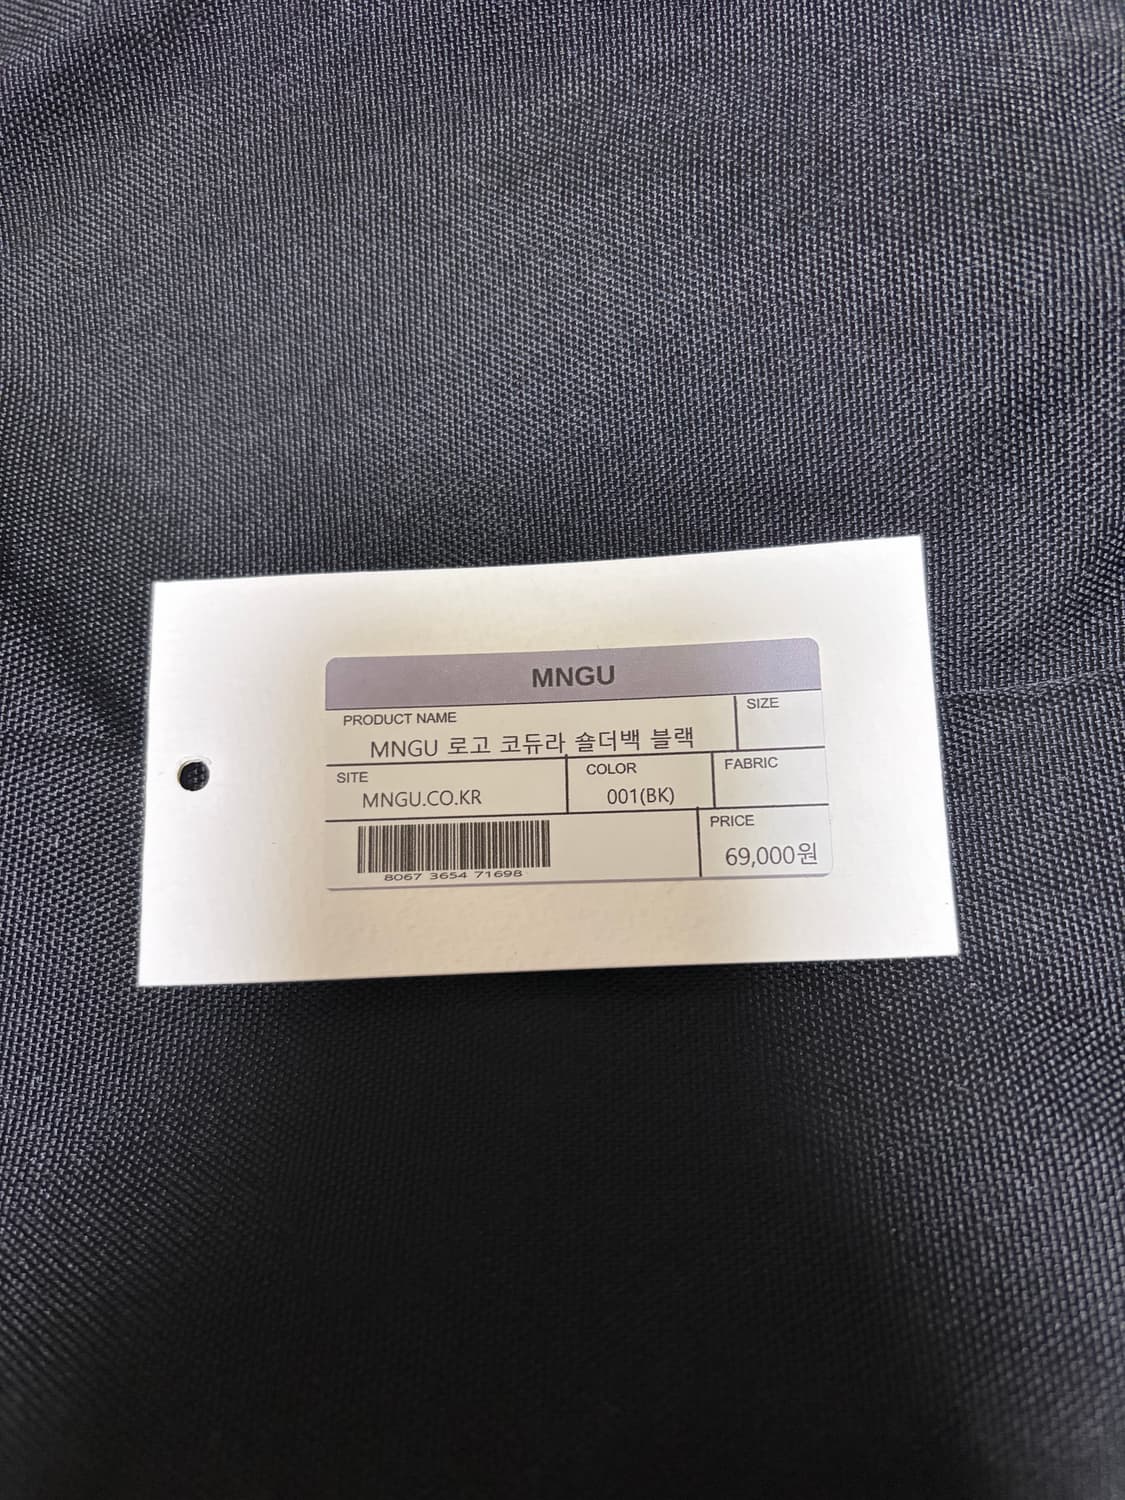 MNGU
PRODUCT NAME
MNGU 로고 코듀라 숄더백 블랙
SIZE
SITE
MNGU.CO.KR
COLOR
001(BK)
FABRIC
8067 3654 71698
PRICE
69,000원